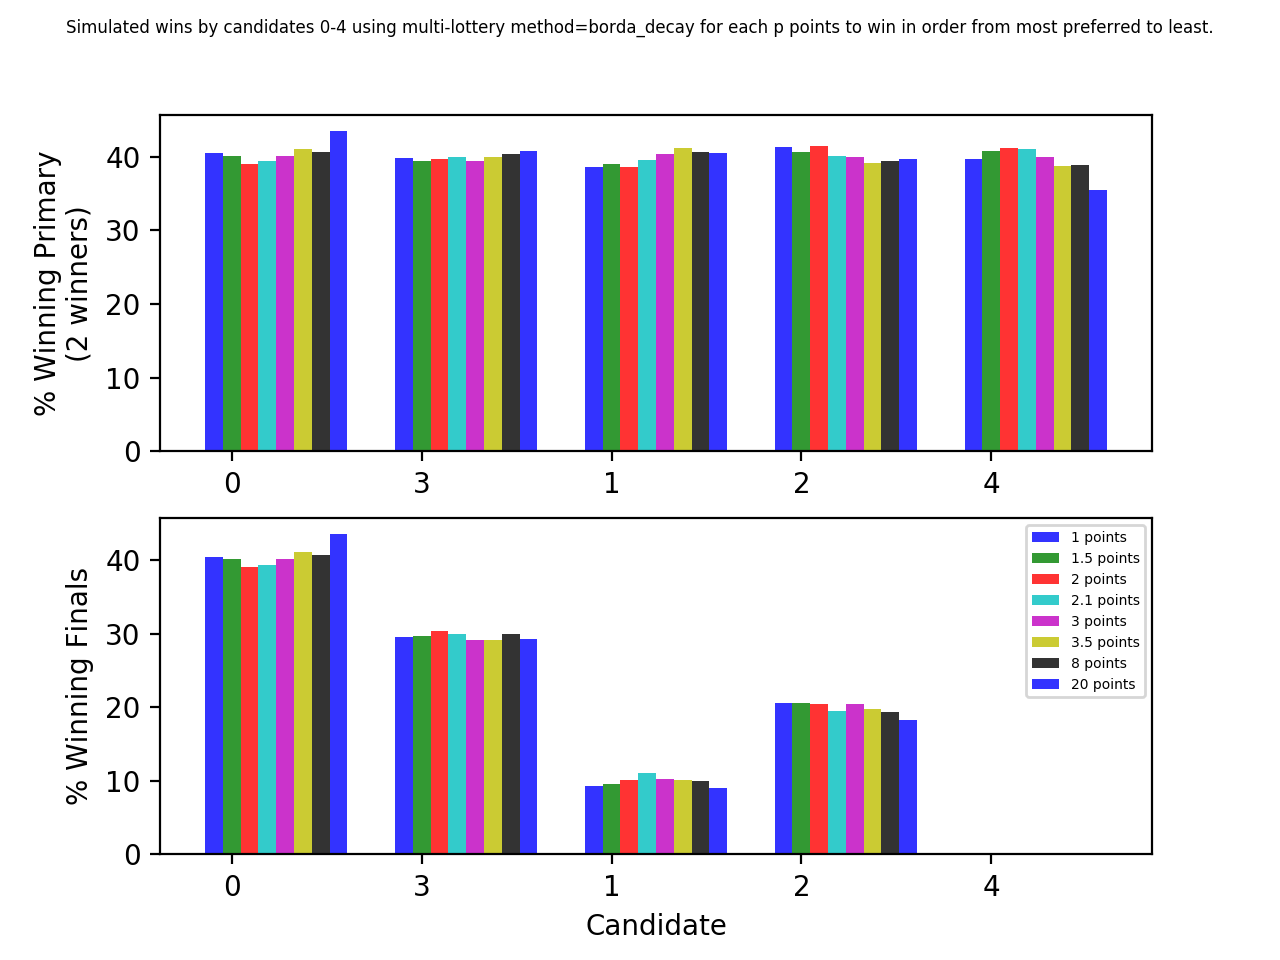 Simulated wins by candidates 0-4 using multi-lottery method=borda_decay for each p points to win in order from most preferred to least.
% Winning Primary
(2 winners)
40
30
20
10
0
0 3 1 2 4
% Winning Finals
40
30
20
10
0
1 points
1.5 points
2 points
2.1 points
3 points
3.5 points
8 points
20 points
0 3 1 2 4
Candidate